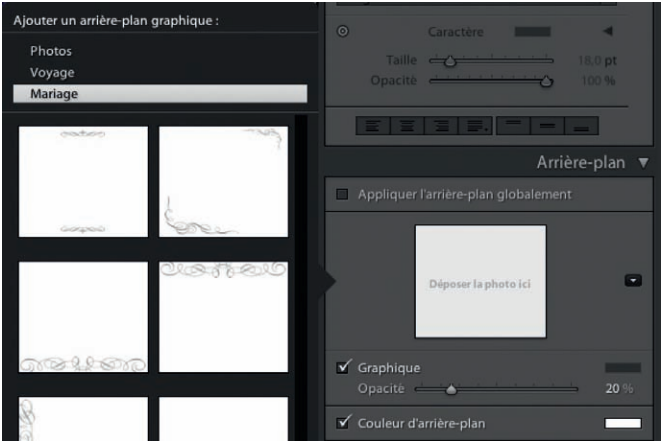 Ajouter un arrière-plan graphique :
Photos
Voyage
Mariage
Caractère
Taille 18,0 pt
Opacité 100 %
Arrière-plan
Appliquer l'arrière-plan globalement
Déposer la photo ici
Graphique
Opacité 20 %
Couleur d'arrière-plan